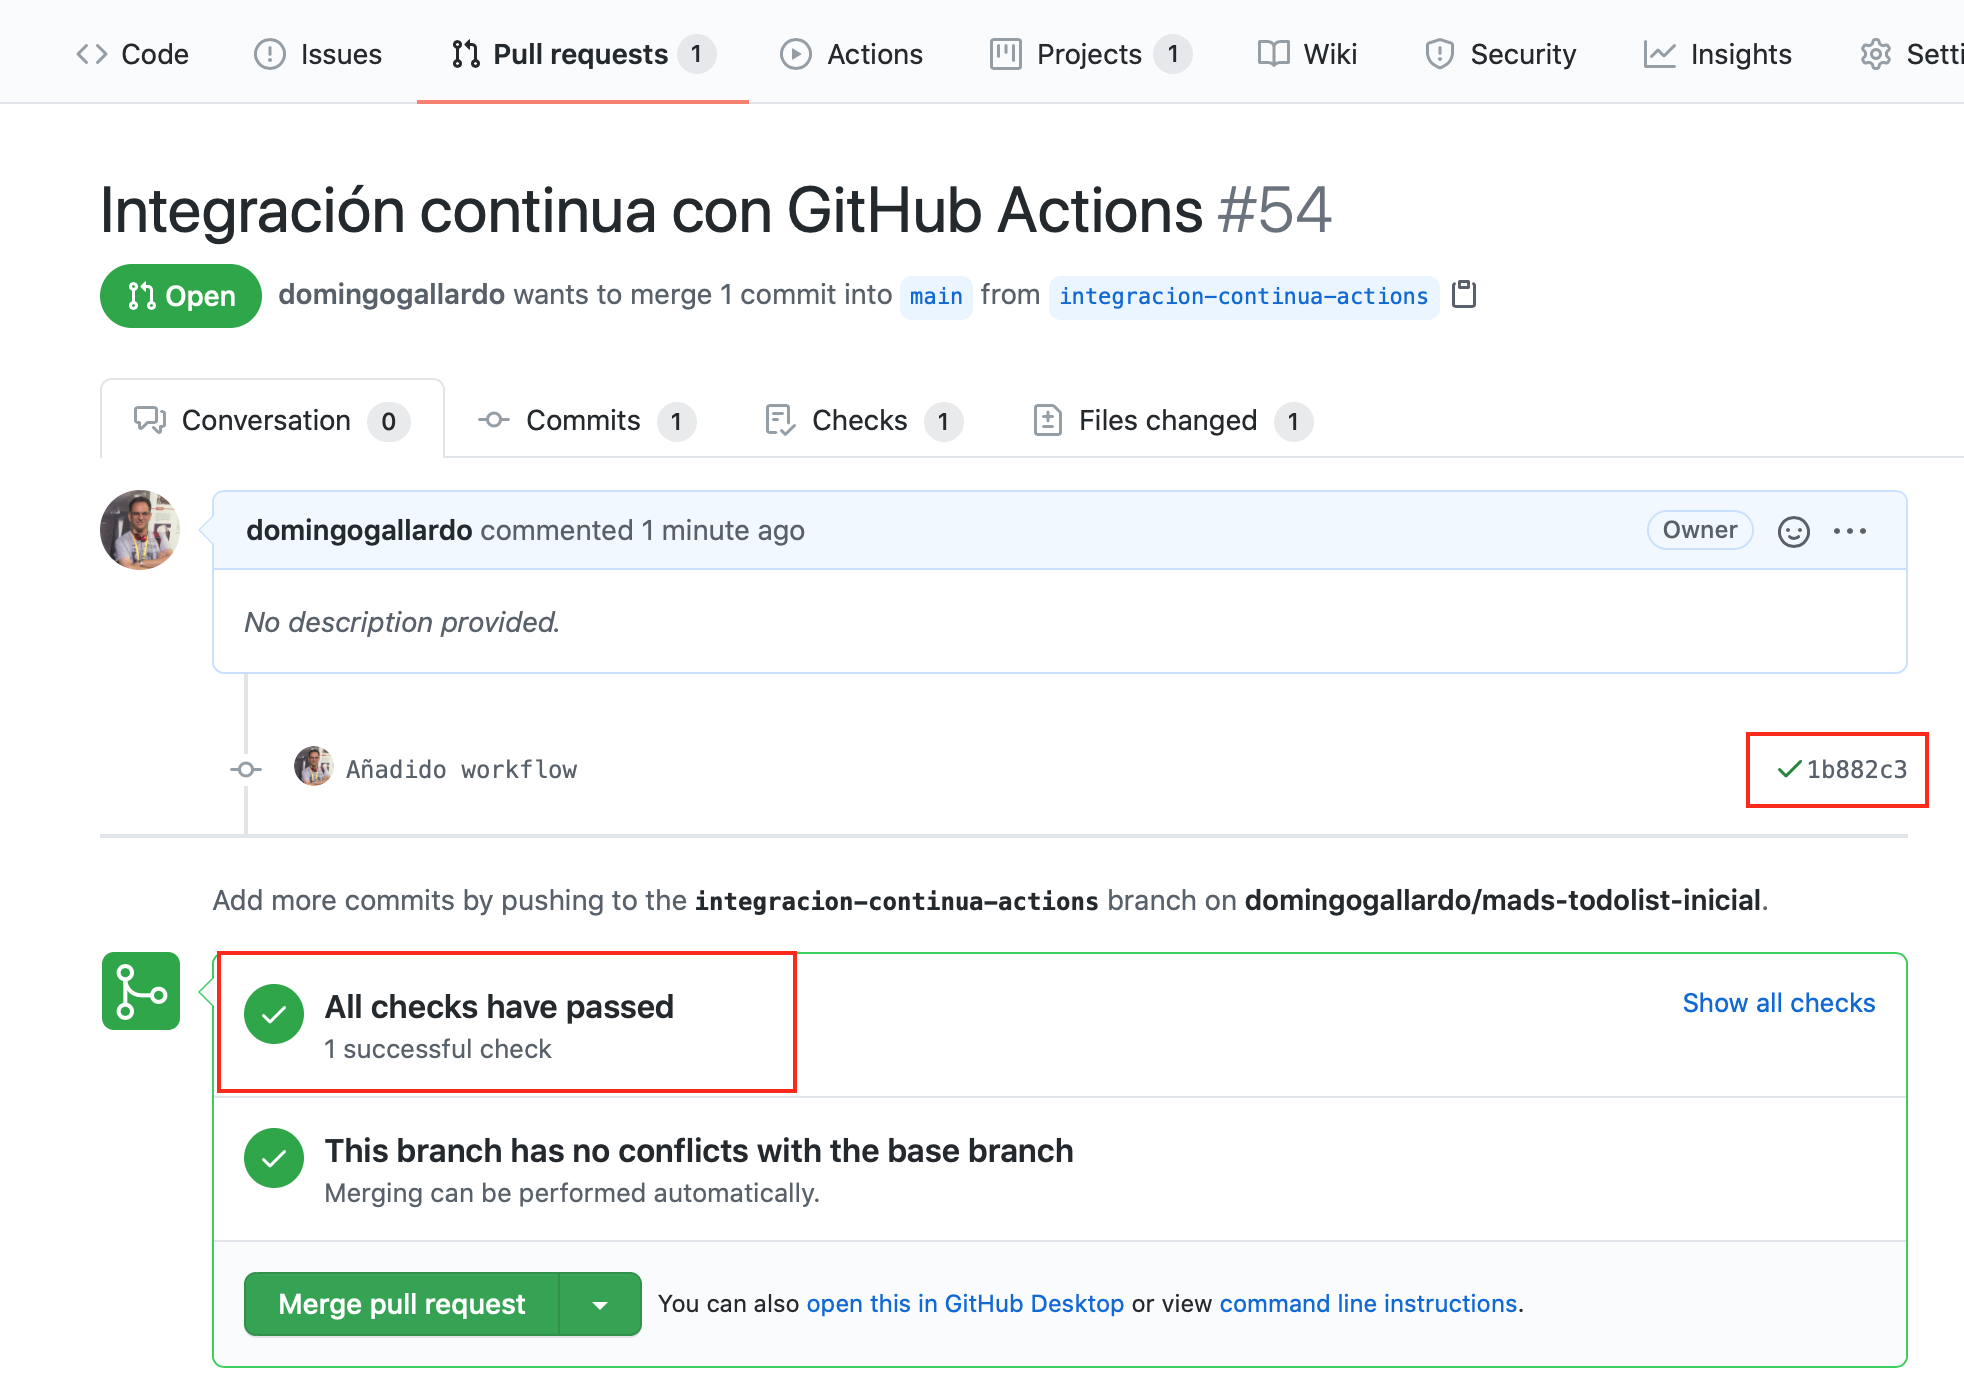 Code Issues Pull requests 1 Actions Projects 1 Wiki Security Insights Setti
Integración continua con GitHub Actions #54
Open domingogallardo wants to merge 1 commit into main from integracion-continua-actions
Conversation 0 Commits 1 Checks 1 Files changed 1
domingogallardo commented 1 minute ago Owner
No description provided.
Añadido workflow 1b882c3
Add more commits by pushing to the integracion-continua-actions branch on domingogallardo/mads-todolist-inicial.
All checks have passed Show all checks
1 successful check
This branch has no conflicts with the base branch
Merging can be performed automatically.
Merge pull request You can also open this in GitHub Desktop or view command line instructions.